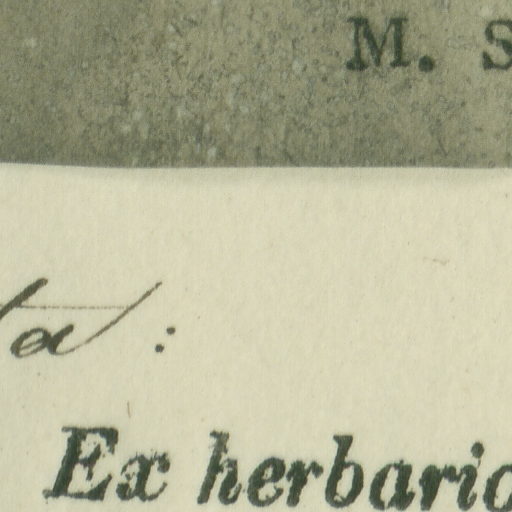 M. S
ta:
Ex herbario